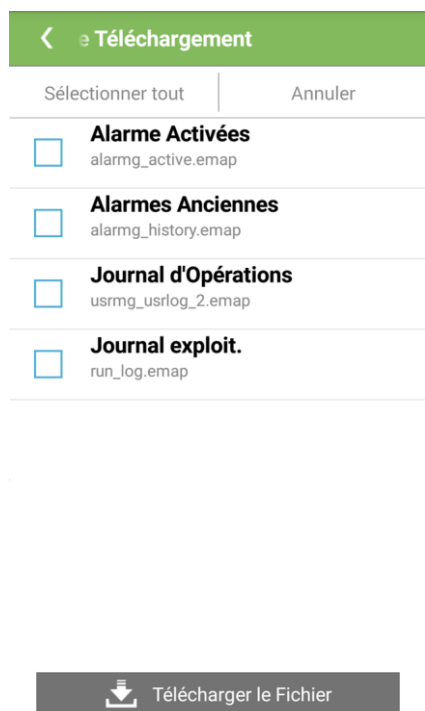 e Téléchargement
Sélectionner tout
Annuler
Alarme Activées
alarmg_active.emap
Alarmes Anciennes
alarmg_history.emap
Journal d'Opérations
usrmg_usrlog_2.emap
Journal exploit.
run_log.emap
Télécharger le Fichier